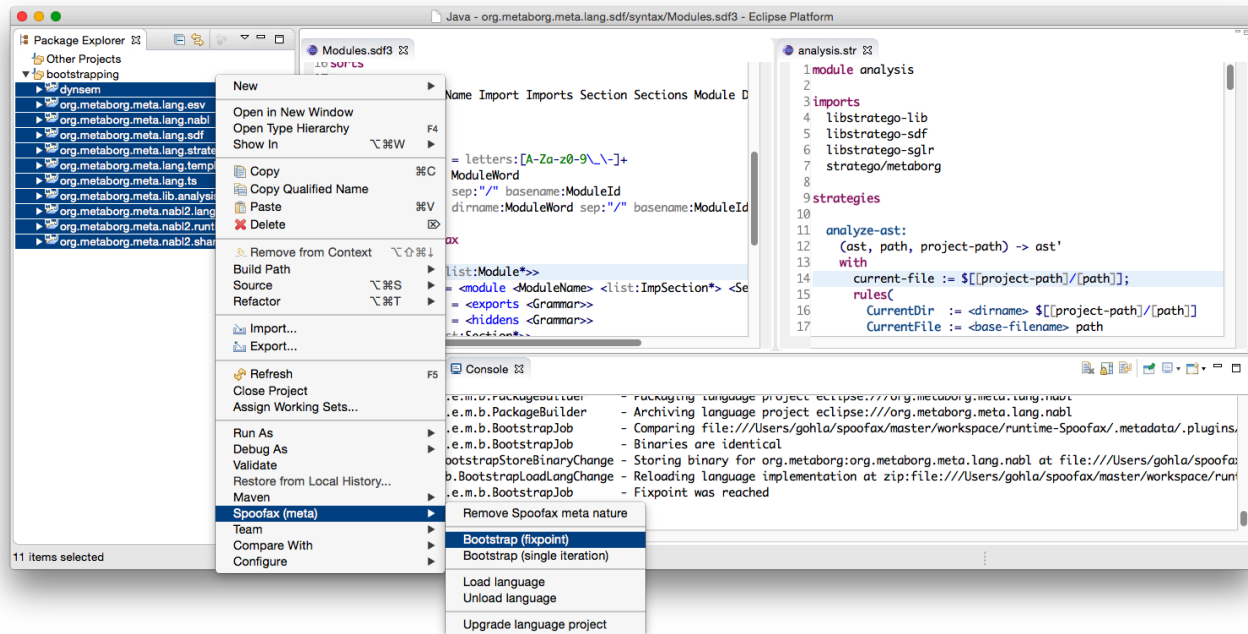 Java - org.metaborg.meta.lang.sdf/syntax/Modules.sdf3 - Eclipse Platform
Package Explorer
Other Projects
bootstrapping
dynsem
org.metaborg.meta.lang.esv
org.metaborg.meta.lang.nabl
org.metaborg.meta.lang.sdf
org.metaborg.meta.lang.strate
org.metaborg.meta.lang.templ
org.metaborg.meta.lang.ts
org.metaborg.meta.lib.analysis
org.metaborg.meta.nabl2.lang
org.metaborg.meta.nabl2.runt
org.metaborg.meta.nabl2.shar
11 items selected
New
Open in New Window
Open Type Hierarchy F4
Show In ⌥⌘W
Copy ⌘C
Copy Qualified Name
Paste ⌘V
Delete ⌦
Remove from Context ⌥⇧⌘↓
Build Path
Source ⌥⌘S
Refactor ⌥⌘T
Import...
Export...
Refresh F5
Close Project
Assign Working Sets...
Run As
Debug As
Validate
Restore from Local History...
Maven
Spoofax (meta)
Team
Compare With
Configure
Remove Spoofax meta nature
Bootstrap (fixpoint)
Bootstrap (single iteration)
Load language
Unload language
Upgrade language project
Modules.sdf3
16 sorts
Name Import Imports Section Sections Module D
= letters:[A-Za-z0-9\_\-]+
ModuleWord
sep:"/" basename:ModuleId
dirname:ModuleWord sep:"/" basename:ModuleId
ax
list:Module*>>
= <module <ModuleName> <list:ImpSection*> <Se
= <exports <Grammar>>
= <hiddens <Grammar>>
st:Section*>
analysis.str
1 module analysis
2
3 imports
4 libstratego-lib
5 libstratego-sdf
6 libstratego-sglr
7 stratego/metaborg
8
9 strategies
10
11 analyze-ast:
12 (ast, path, project-path) -> ast'
13 with
14 current-file := $[[project-path]/[path]];
15 rules(
16 CurrentDir := <dirname> $[[project-path]/[path]]
17 CurrentFile := <base-filename> path
Console
.e.m.b.PackageBuilder - Packaging language project eclipse:///org.metaborg.meta.lang.nabl
.e.m.b.PackageBuilder - Archiving language project eclipse:///org.metaborg.meta.lang.nabl
.e.m.b.BootstrapJob - Comparing file:///Users/gohla/spoofax/master/workspace/runtime-Spoofax/.metadata/.plugins/
.e.m.b.BootstrapJob - Binaries are identical
ootstrapStoreBinaryChange - Storing binary for org.metaborg:org.metaborg.meta.lang.nabl at file:///Users/gohla/spoofax
b.BootstrapLoadLangChange - Reloading language implementation at zip:file:///Users/gohla/spoofax/master/workspace/runt
.e.m.b.BootstrapJob - Fixpoint was reached